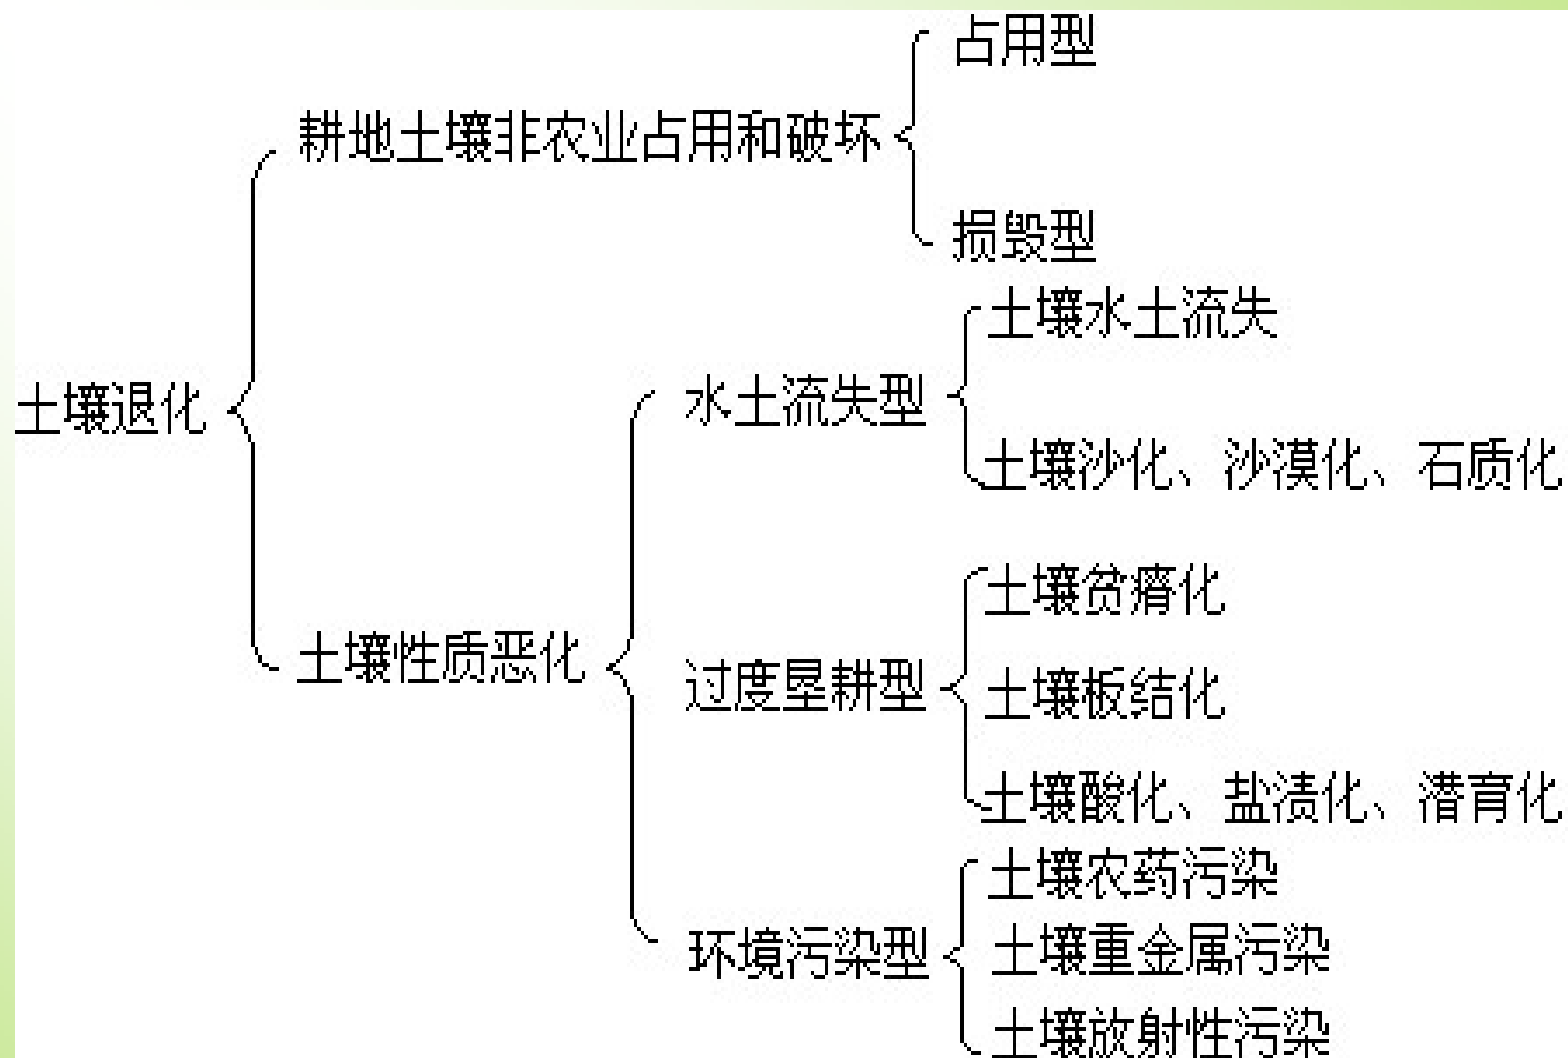 土壤退化
耕地土壤非农业占用和破坏
占用型
损毁型
土壤性质恶化
水土流失型
土壤水土流失
土壤沙化、沙漠化、石质化
过度垦耕型
土壤贫瘠化
土壤板结化
土壤酸化、盐渍化、潜育化
环境污染型
土壤农药污染
土壤重金属污染
土壤放射性污染